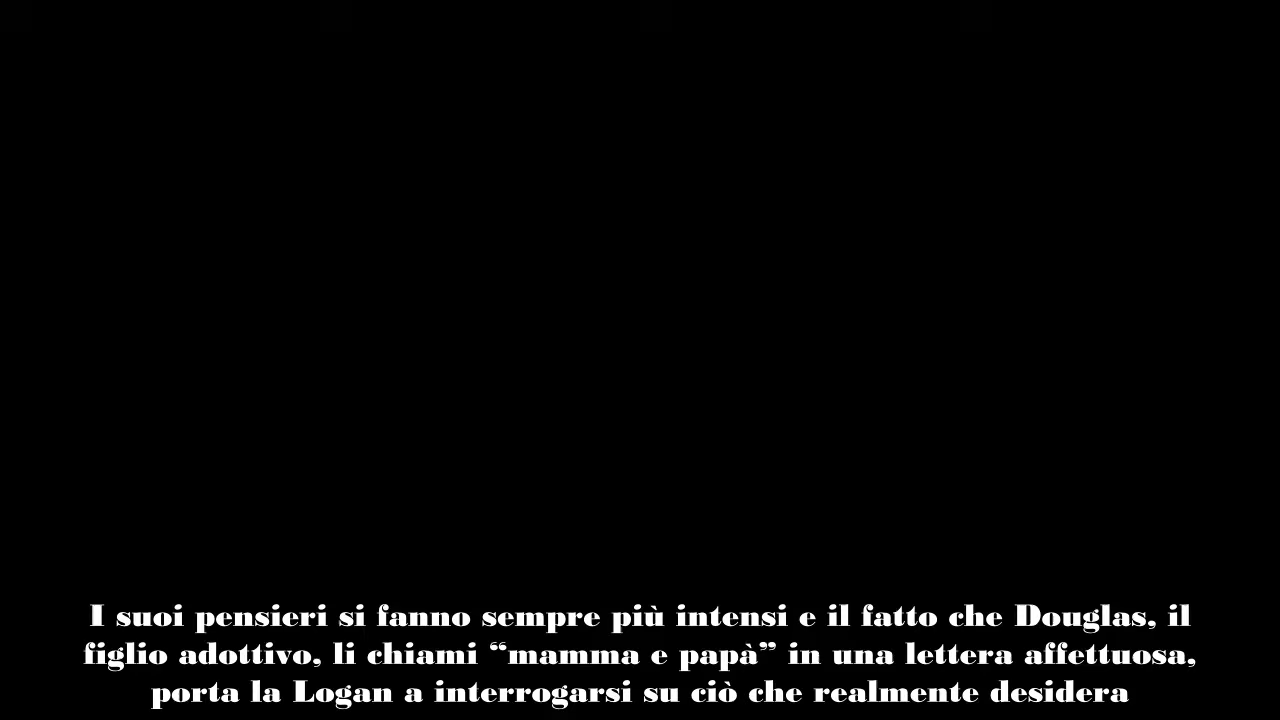 I suoi pensieri si fanno sempre più intensi e il fatto che Douglas, il
figlio adottivo, li chiami “mamma e papà” in una lettera affettuosa,
porta la Logan a interrogarsi su ciò che realmente desidera